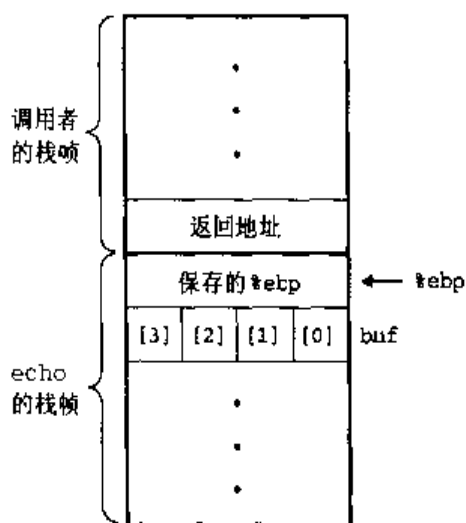 调用者
的栈帧
返回地址
保存的%ebp
%ebp
[3] [2] [1] [0]
buf
echo
的栈帧